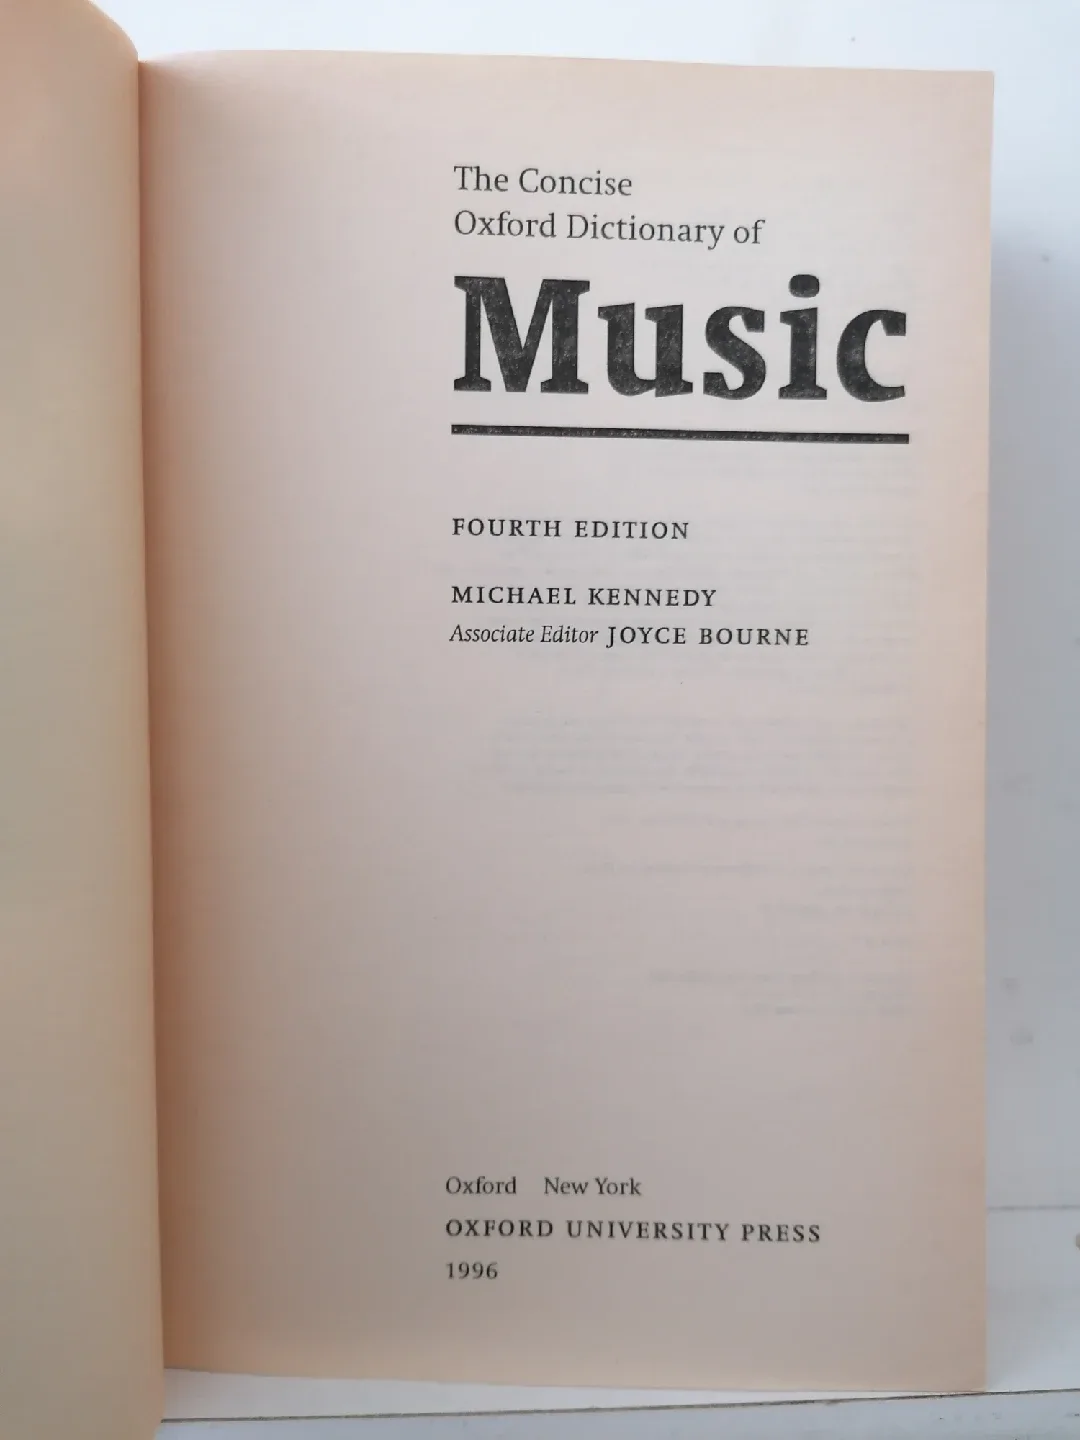 The Concise
Oxford Dictionary of
Music
FOURTH EDITION
MICHAEL KENNEDY
Associate Editor JOYCE BOURNE
Oxford New York
OXFORD UNIVERSITY PRESS
1996